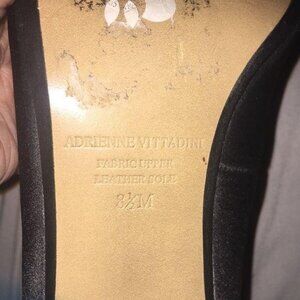 ADRIENNE VITTADINI
FABRIC UPPER
LEATHER SOLE
8½M